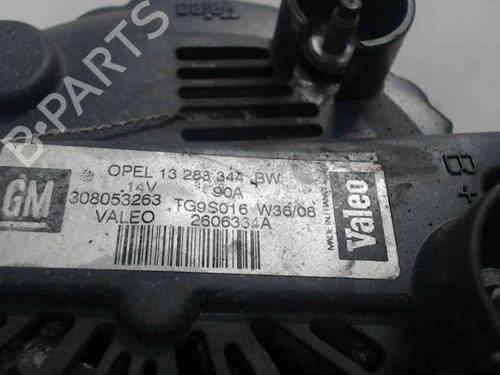 Valeo
B-PARTS
GM
OPEL 13 283 344 BW
14V 90A
308053263 TG9S016 W36/08
VALEO 2606334A
MADE IN FRANCE
Valeo
B+